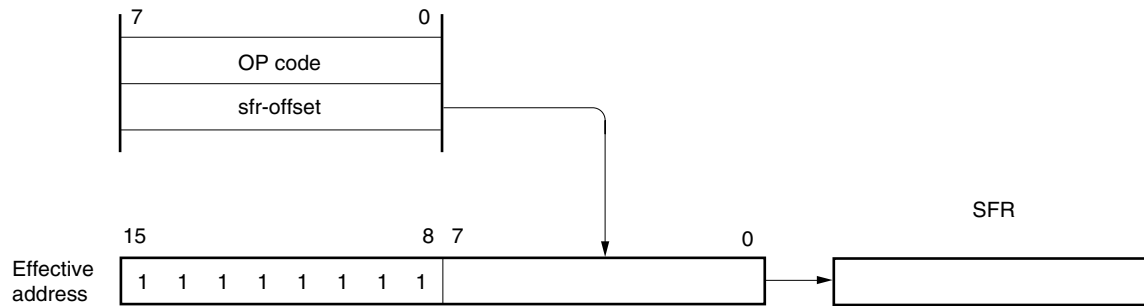 7 0
OP code
sfr-offset
SFR
15 8 7 0
Effective
address
1 1 1 1 1 1 1 1